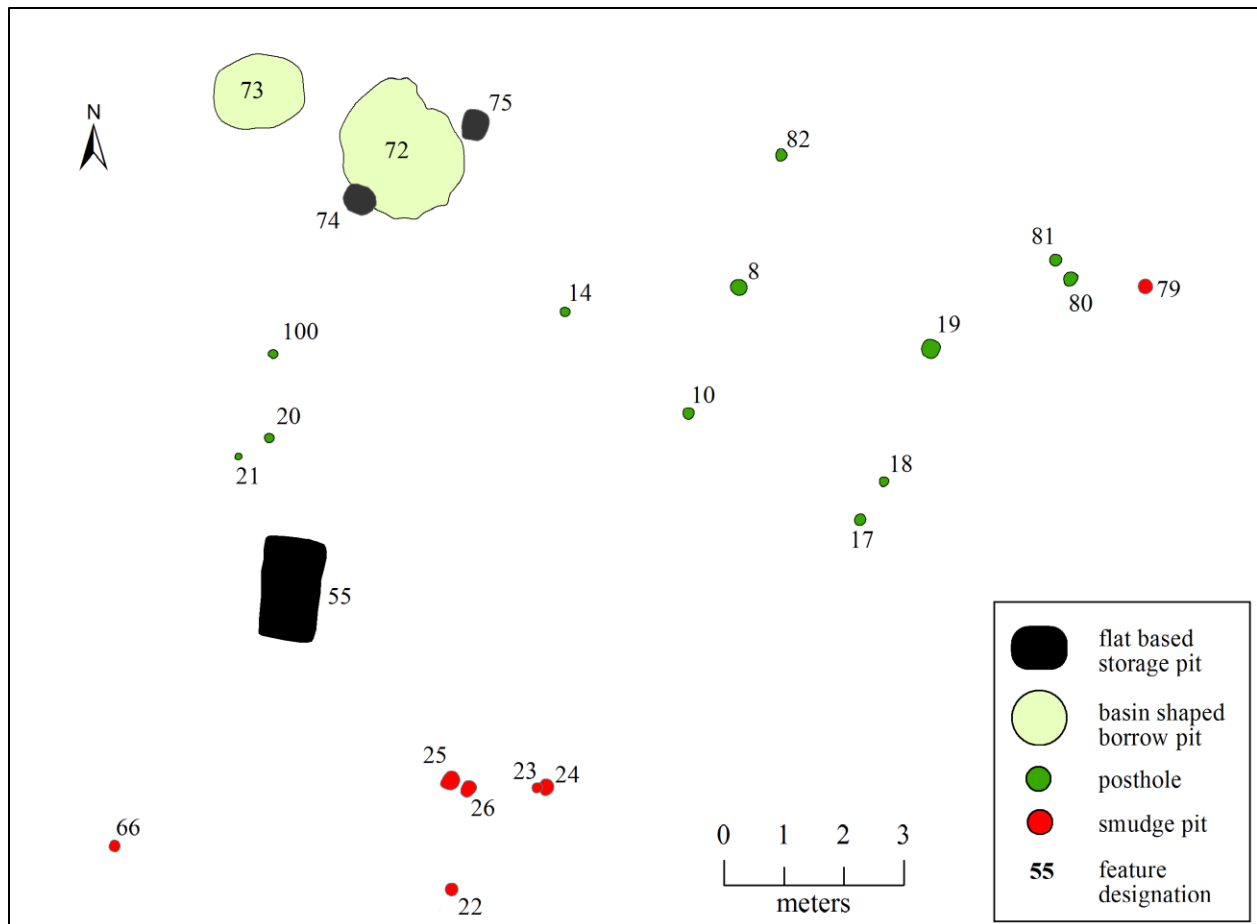 N
73
72
75
74
82
81
80
79
8
14
19
100
10
20
21
18
17
55
25
26
23
24
66
22
0 1 2 3
meters
flat based
storage pit
basin shaped
borrow pit
posthole
smudge pit
55 feature
designation